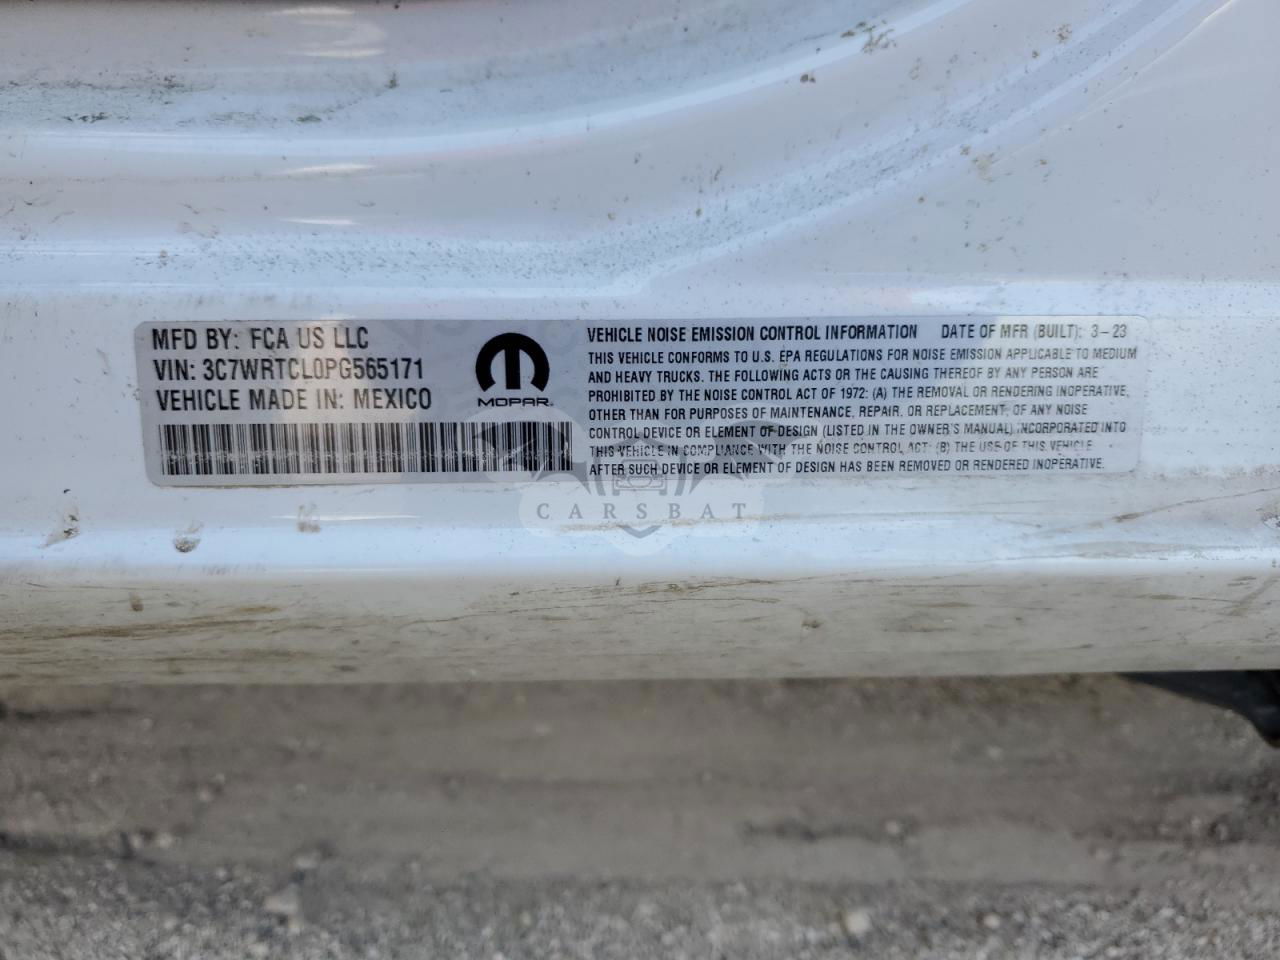 MFD BY: FCA US LLC
VIN: 3C7WRTCL0PG565171
VEHICLE MADE IN: MEXICO
MOPAR
VEHICLE NOISE EMISSION CONTROL INFORMATION DATE OF MFR (BUILT): 3-23
THIS VEHICLE CONFORMS TO U.S. EPA REGULATIONS FOR NOISE EMISSION APPLICABLE TO MEDIUM
AND HEAVY TRUCKS. THE FOLLOWING ACTS OR THE CAUSING THEREOF BY ANY PERSON ARE
PROHIBITED BY THE NOISE CONTROL ACT OF 1972: (A) THE REMOVAL OR RENDERING INOPERATIVE,
OTHER THAN FOR PURPOSES OF MAINTENANCE, REPAIR, OR REPLACEMENT, OF ANY NOISE
CONTROL DEVICE OR ELEMENT OF DESIGN (LISTED IN THE OWNER'S MANUAL) INCORPORATED INTO
THIS VEHICLE IN COMPLIANCE WITH THE NOISE CONTROL ACT; (B) THE USE OF THIS VEHICLE
AFTER SUCH DEVICE OR ELEMENT OF DESIGN HAS BEEN REMOVED OR RENDERED INOPERATIVE.
CARSBAT